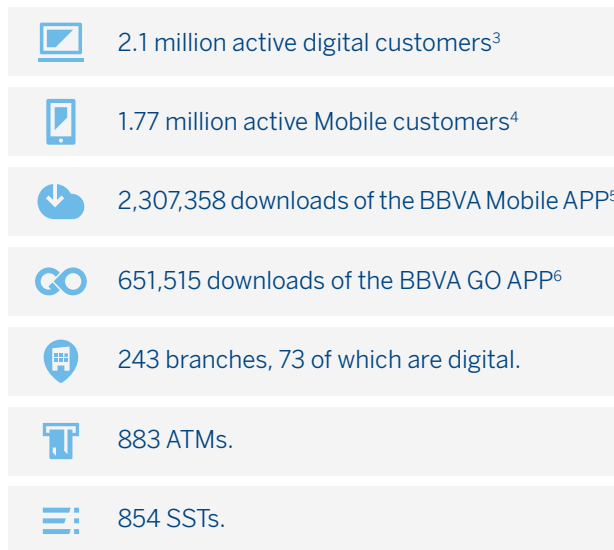 2.1 million active digital customers³
1.77 million active Mobile customers⁴
2,307,358 downloads of the BBVA Mobile APP⁵
651,515 downloads of the BBVA GO APP⁶
243 branches, 73 of which are digital.
883 ATMs.
854 SSTs.